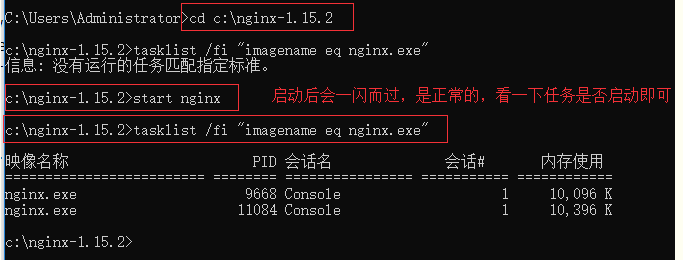 C:\Users\Administrator>cd c:\nginx-1.15.2
c:\nginx-1.15.2>tasklist /fi "imagename eq nginx.exe"
信息: 没有运行的任务匹配指定标准。
c:\nginx-1.15.2>start nginx 启动后会一闪而过，是正常的，看一下任务是否启动即可
c:\nginx-1.15.2>tasklist /fi "imagename eq nginx.exe"
映像名称 PID 会话名 会话# 内存使用
========================= ======== ================ =========== ============
nginx.exe 9668 Console 1 10,096 K
nginx.exe 11084 Console 1 10,396 K
c:\nginx-1.15.2>